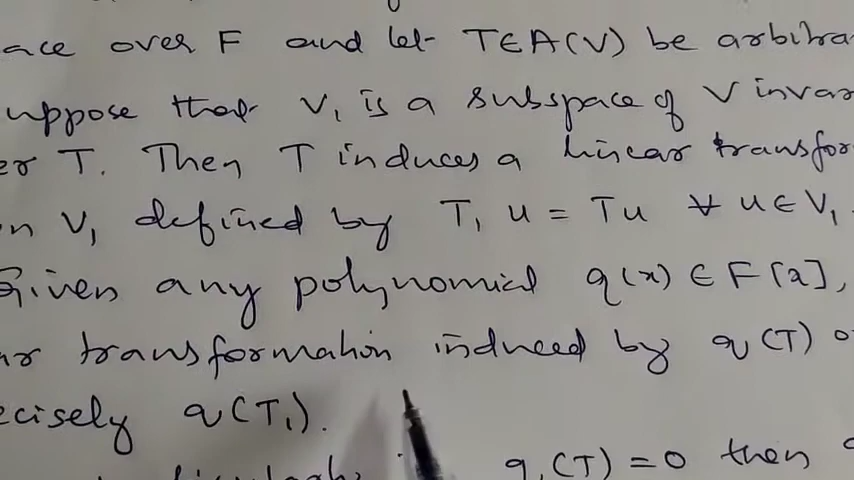 ace over F and let T∈A(V) be arbitra
uppose that V₁ is a subspace of V invar
er T. Then T induces a linear transfor
on V₁ defined by T₁ u = Tu ∀ u ∈ V₁.
Given any polynomial q(x) ∈ F[x],
ar transformation induced by q(T) o
ecisely q(T₁).
q(T) = 0 then